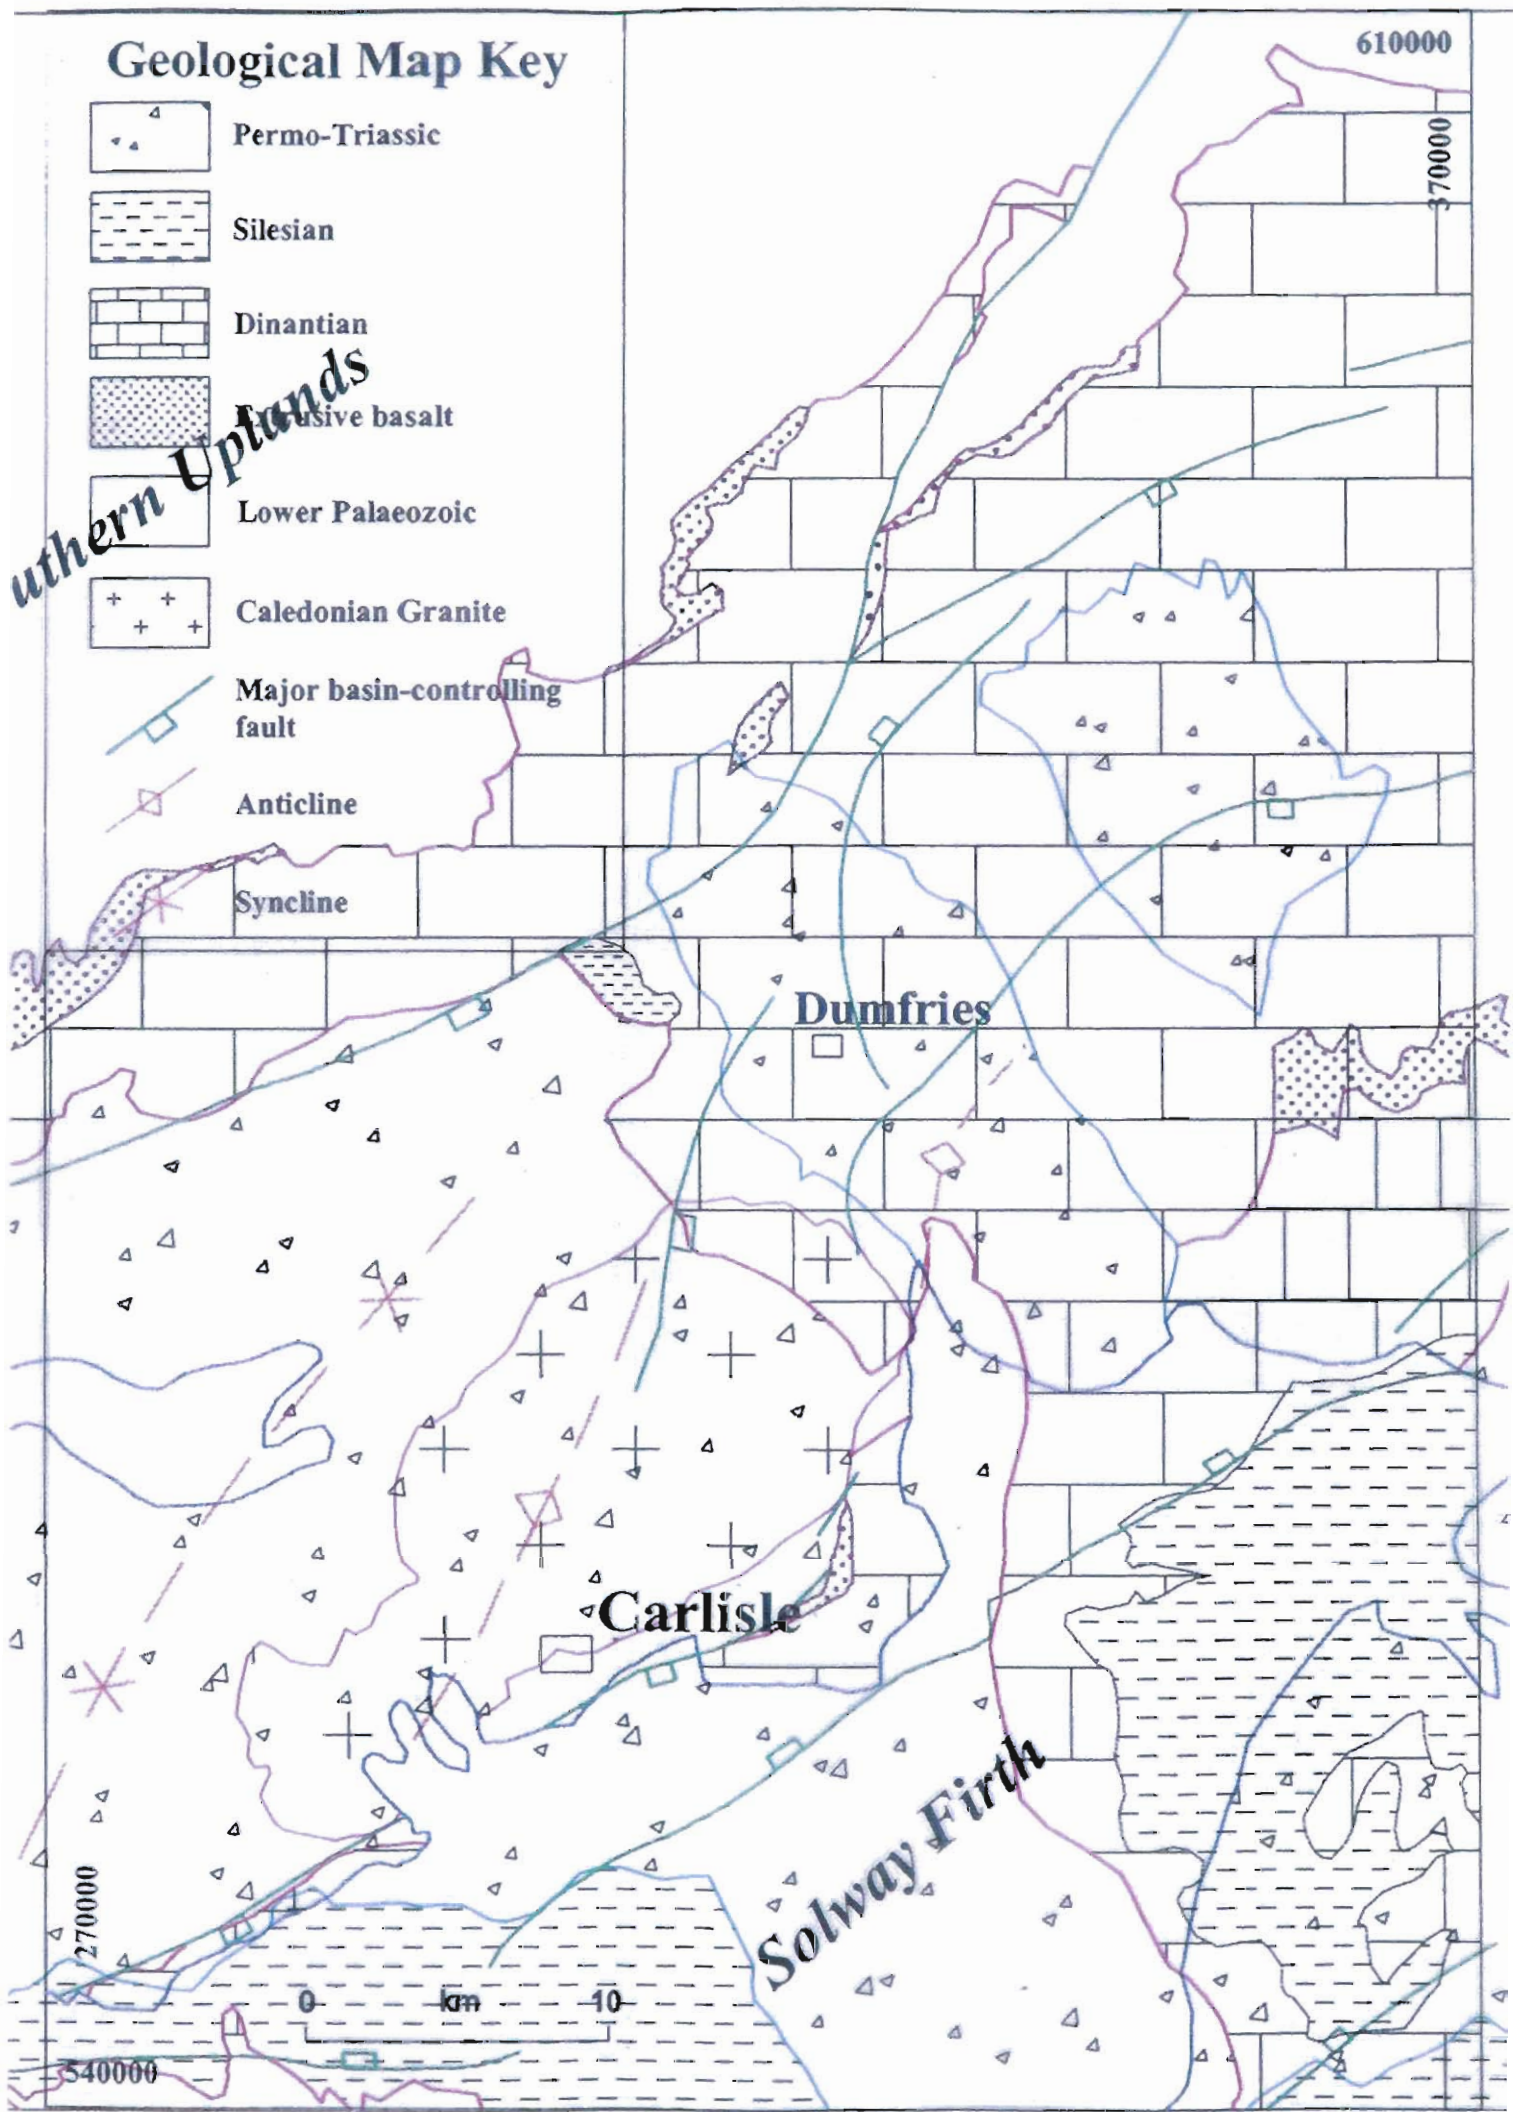 Geological Map Key
610000
370000
Permo-Triassic
Silesian
Dinantian
uthern Uplands
usive basalt
Lower Palaeozoic
Caledonian Granite
Major basin-controlling
fault
Anticline
Syncline
Dumfries
Carlisle
Solway Firth
270000
0 km 10
540000